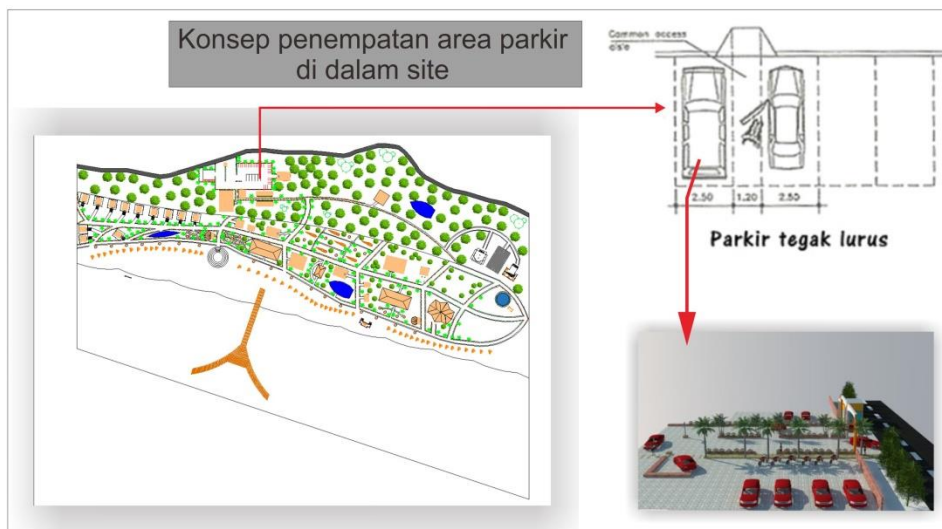 Konsep penempatan area parkir
di dalam site
Common access
aisle
2.50
1.20
2.50
Parkir tegak lurus